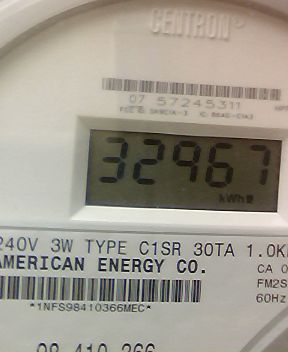 CENTRON
07 57245311
32967
kWh
240V 3W TYPE C1SR 30TA 1.0K
AMERICAN ENERGY CO.
CA 0
FM2S
60Hz
*1NFS98410366MEC*
98 410 366